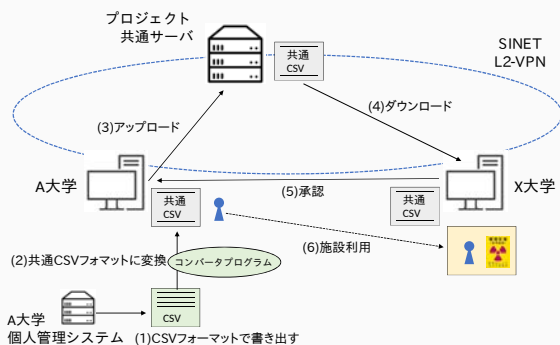 プロジェクト
共通サーバ
共通
CSV
SINET
L2-VPN
(3)アップロード
(4)ダウンロード
A大学
X大学
(5)承認
共通
CSV
共通
CSV
(6)施設利用
(2)共通CSVフォーマットに変換
コンバータプログラム
CSV
A大学
個人管理システム
(1)CSVフォーマットで書き出す